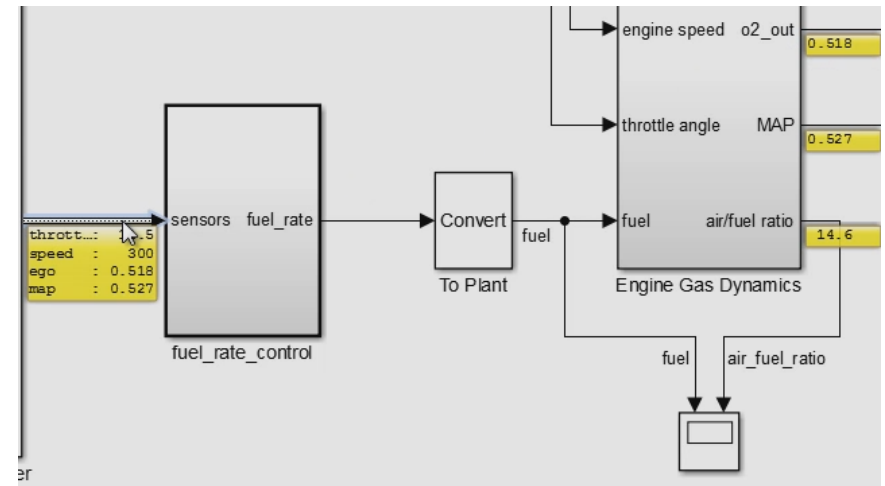 engine speed o2_out
0.518
throttle angle MAP
0.527
sensors fuel_rate
Convert
fuel
fuel air/fuel ratio
14.6
thrott…:
speed : 300
ego : 0.518
map : 0.527
To Plant
Engine Gas Dynamics
fuel_rate_control
fuel
air_fuel_ratio
er